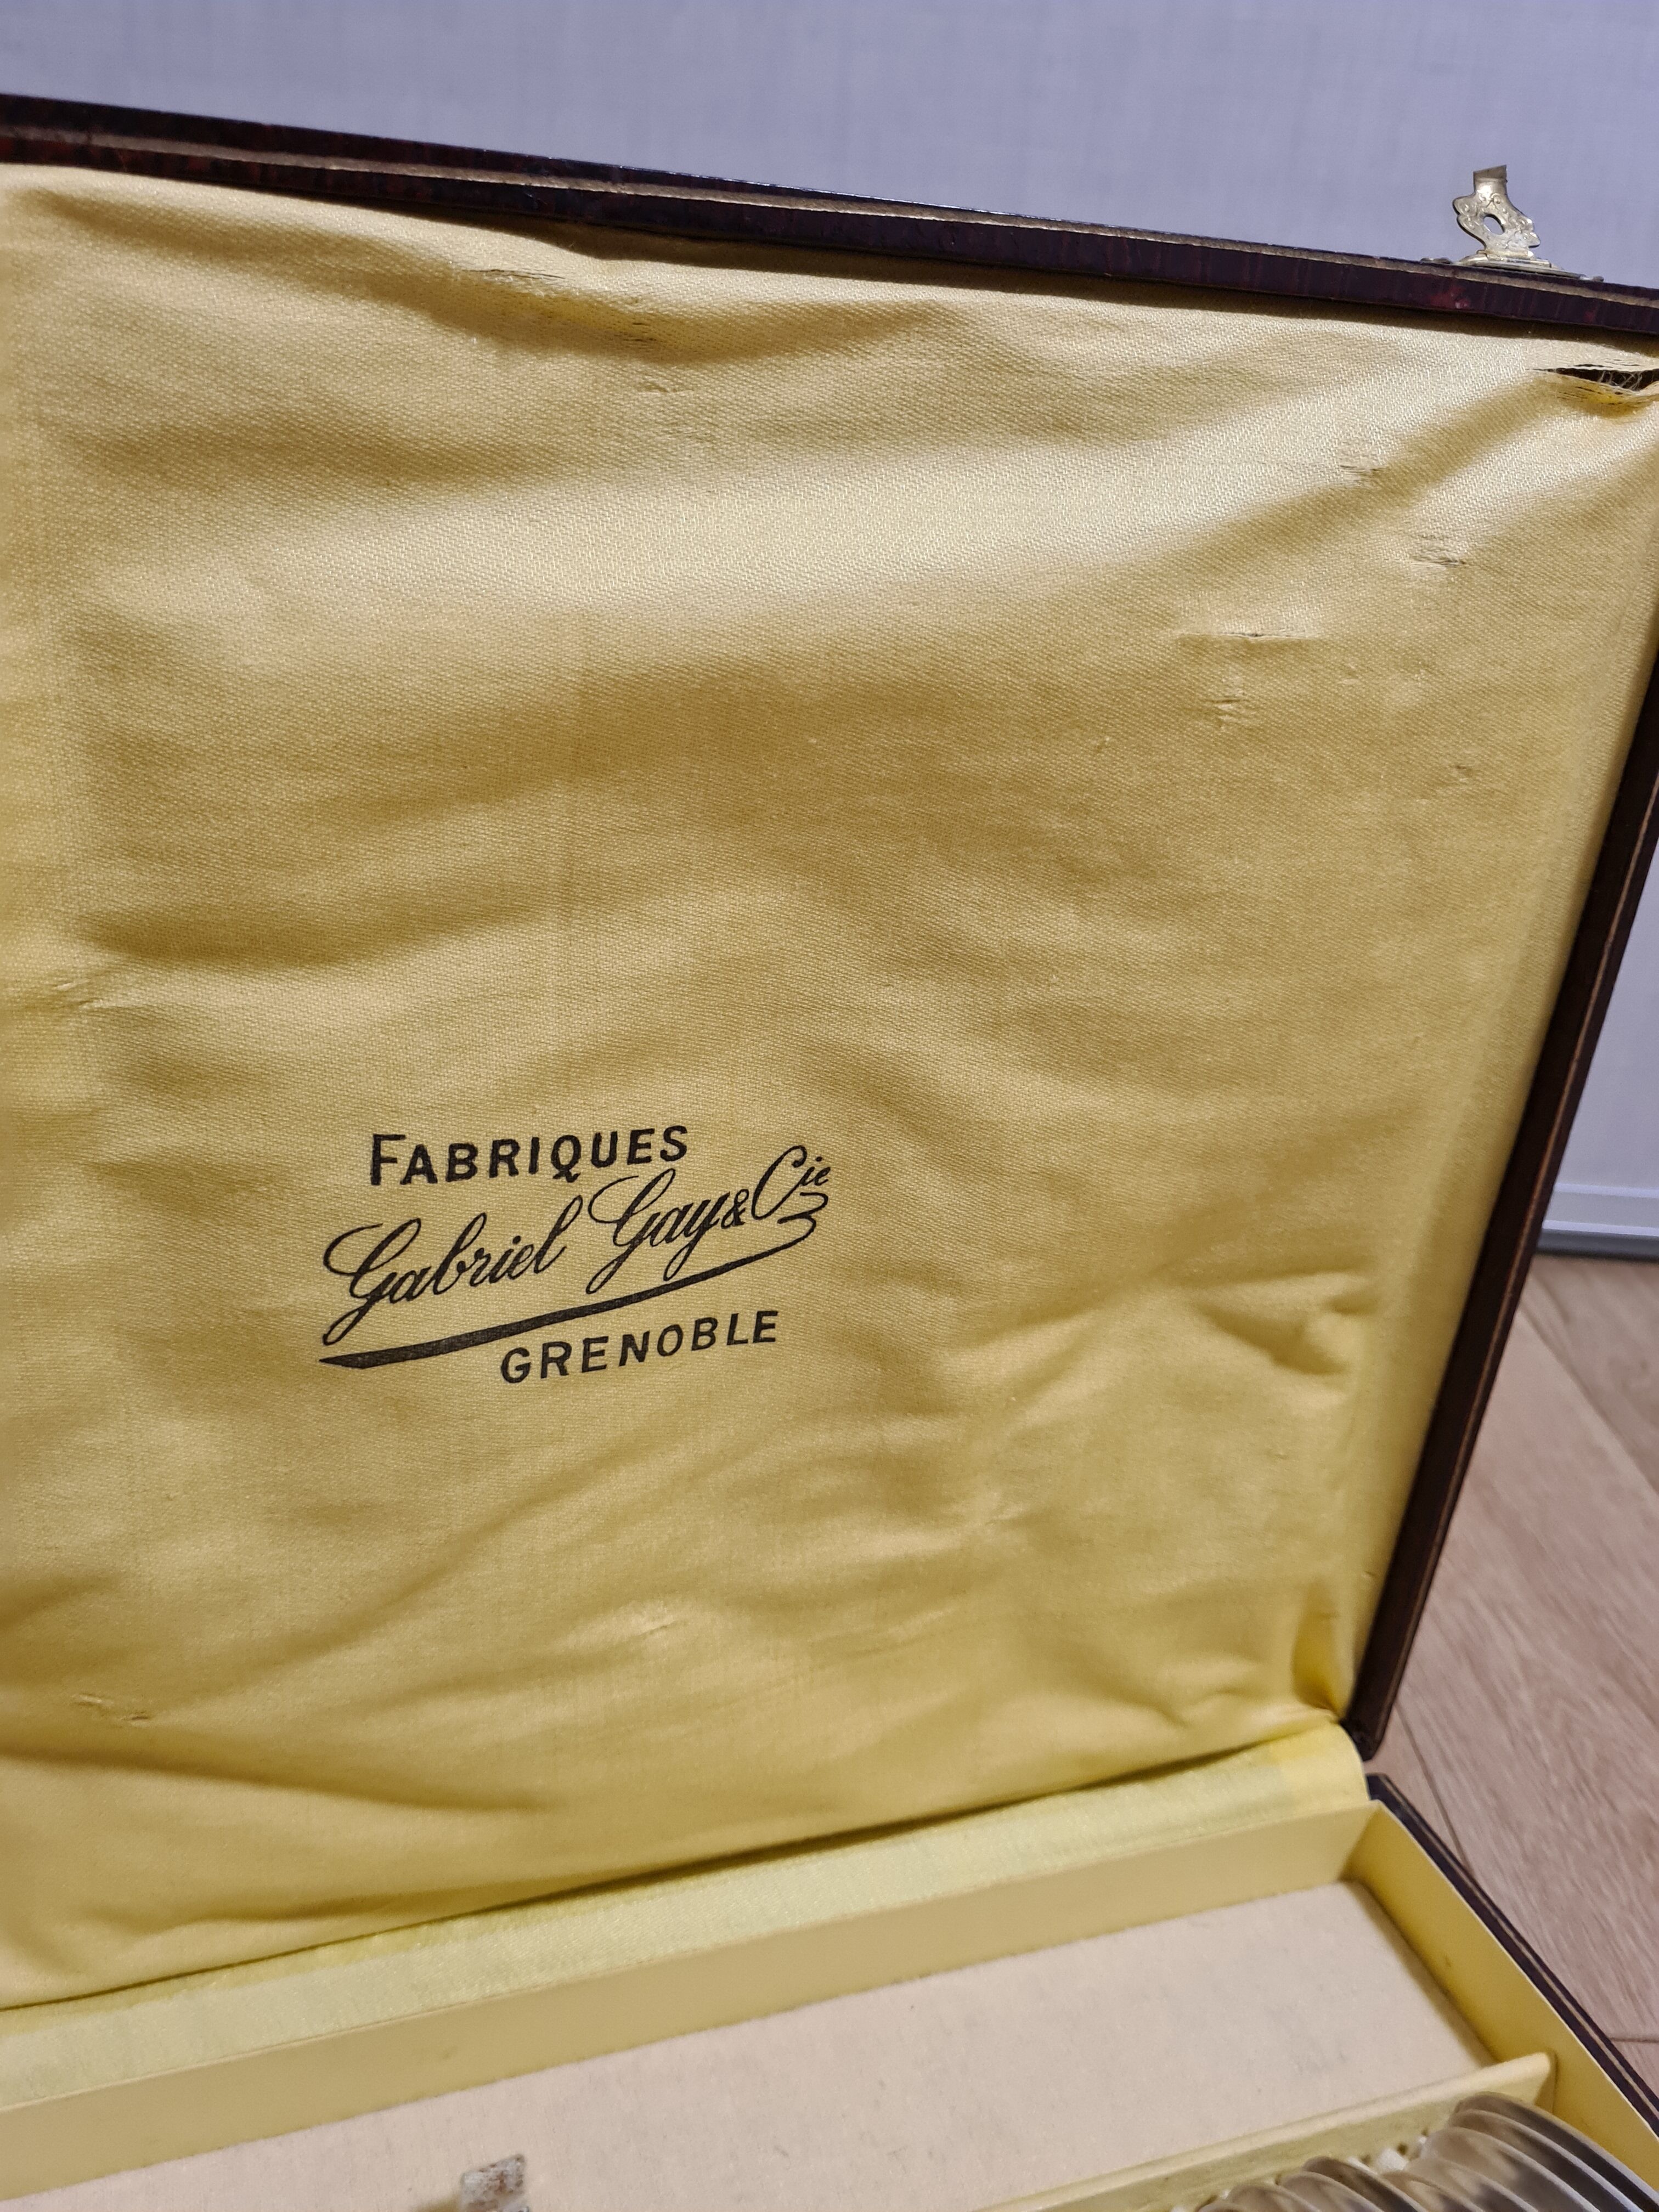 FABRIQUES
Gabriel Gay & Cie
GRENOBLE